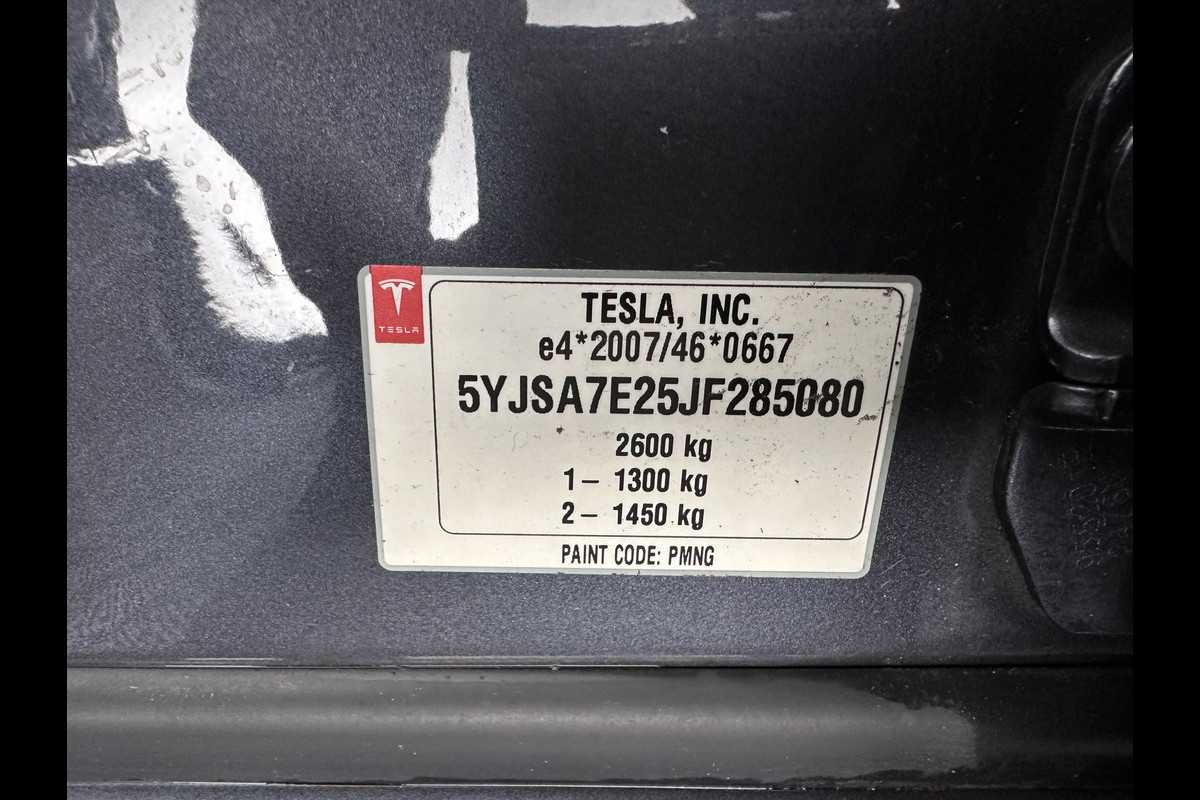 TESLA
TESLA, INC.
e4*2007/46*0667
5YJSA7E25JF285080
2600 kg
1– 1300 kg
2– 1450 kg
PAINT CODE: PMNG